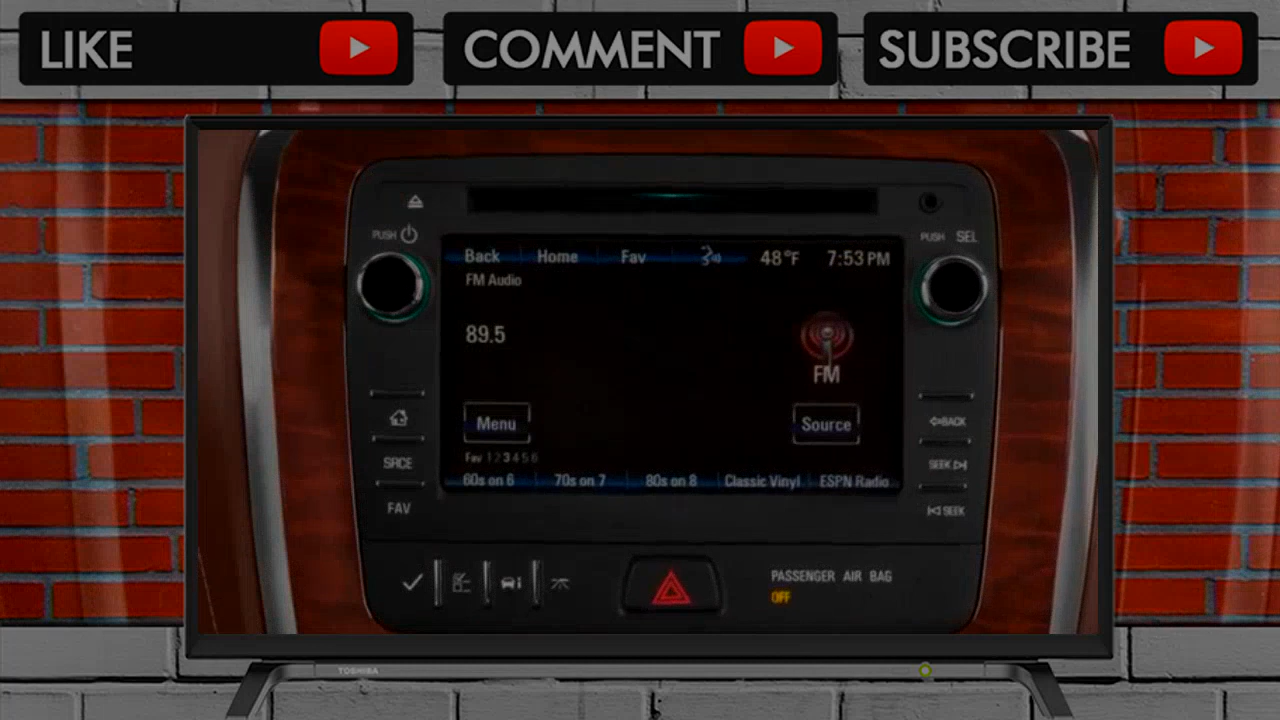 LIKE
COMMENT
SUBSCRIBE
PUSH
PUSH SEL
Back Home Fav 48°F 7:53 PM
FM Audio
89.5
FM
Menu
Source
Fav 1 2 3 4 5 6
60s on 6 70s on 7 80s on 8 Classic Vinyl ESPN Radio
SRCE
FAV
BACK
SEEK
SEEK
PASSENGER AIR BAG
OFF
TOSHIBA